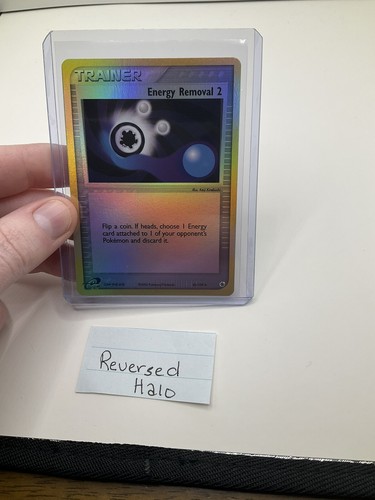 TRAINER
Energy Removal 2
Flip a coin. If heads, choose 1 Energy
card attached to 1 of your opponent's
Pokémon and discard it.
Reversed
Halo